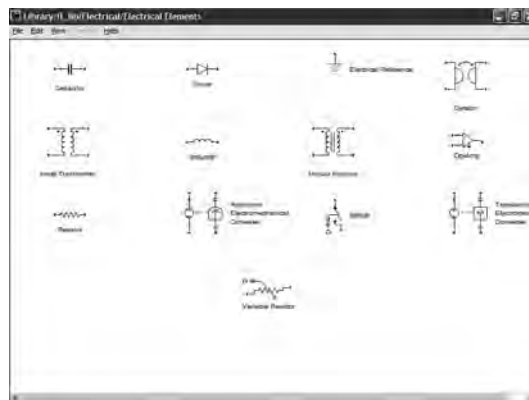 Library:fl_lib/Electrical/Electrical Elements
File Edit View Help
Capacitor
Diode
Electrical Reference
Gyrator
Ideal Transformer
Inductor
Mutual Inductor
Op-Amp
Resistor
Rotational
Electromechanical
Converter
Switch
Translational
Electromechanical
Converter
Variable Resistor